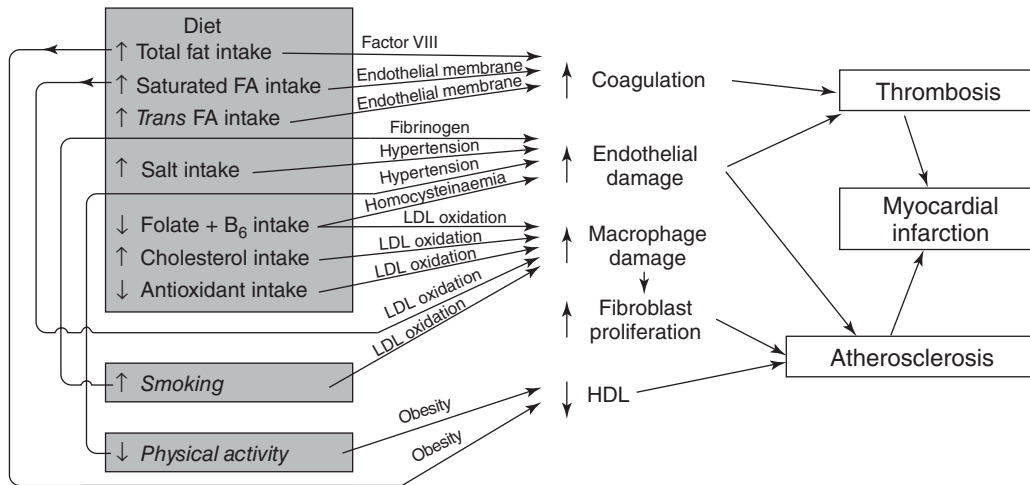 Diet
↑ Total fat intake
↑ Saturated FA intake
↑ Trans FA intake
↑ Salt intake
↓ Folate + B₆ intake
↑ Cholesterol intake
↓ Antioxidant intake
↑ Smoking
↓ Physical activity
Factor VIII
Endothelial membrane
Endothelial membrane
Fibrinogen
Hypertension
Hypertension
Homocysteinaemia
LDL oxidation
LDL oxidation
LDL oxidation
LDL oxidation
LDL oxidation
Obesity
Obesity
↑ Coagulation
↑ Endothelial
damage
↑ Macrophage
damage
↑ Fibroblast
proliferation
↓ HDL
Thrombosis
Myocardial
infarction
Atherosclerosis